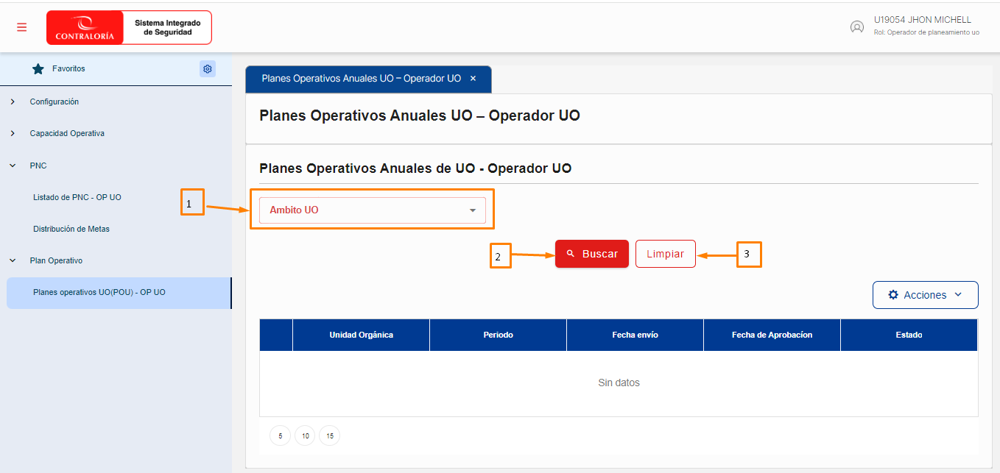 CONTRALORÍA
Sistema Integrado
de Seguridad
U19054 JHON MICHELL
Rol: Operador de planeamiento uo
Favoritos
Configuración
Capacidad Operativa
PNC
Listado de PNC - OP UO
Distribución de Metas
Plan Operativo
Planes operativos UO(POU) - OP UO
Planes Operativos Anuales UO – Operador UO ×
Planes Operativos Anuales UO – Operador UO
Planes Operativos Anuales de UO - Operador UO
1
Ambito UO
2
Buscar
Limpiar
3
Acciones
Unidad Orgánica Periodo Fecha envío Fecha de Aprobacíon Estado
Sin datos
5 10 15